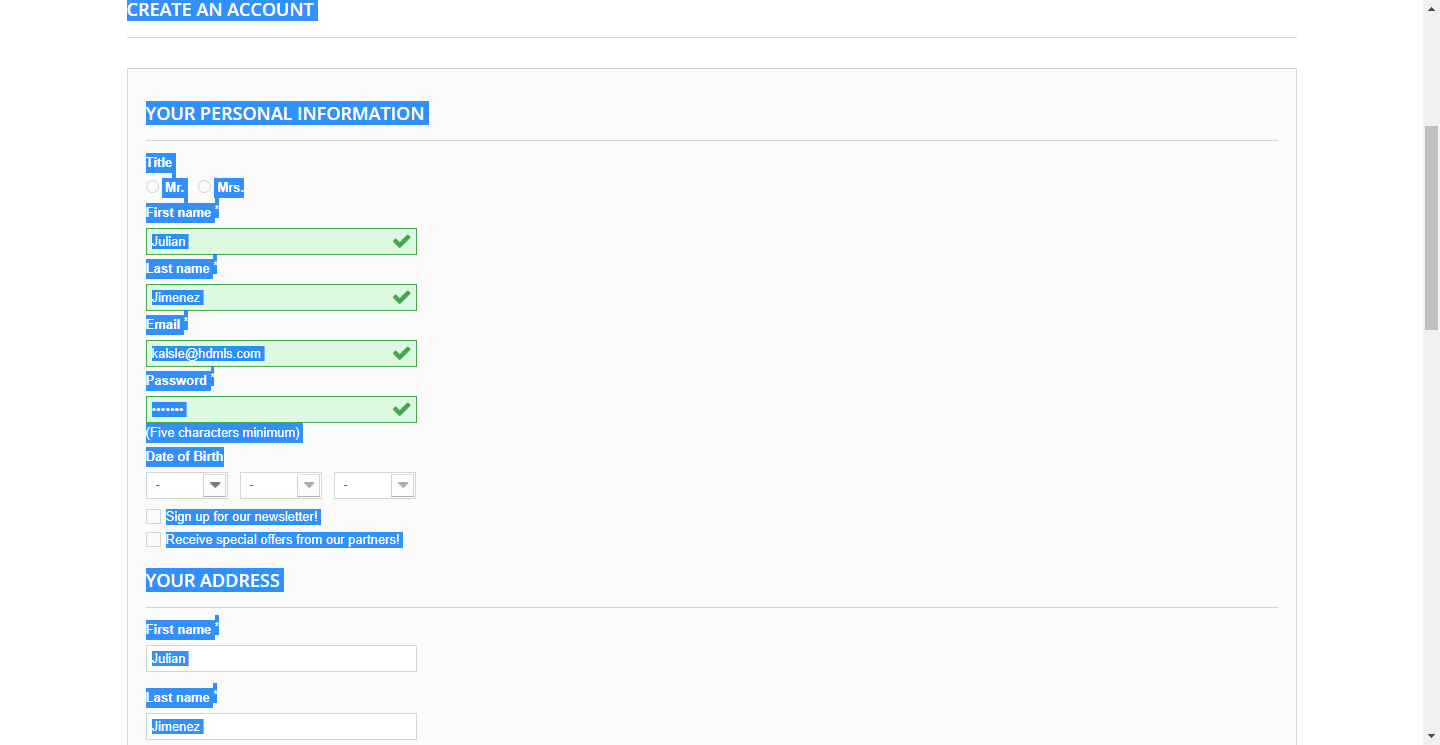 CREATE AN ACCOUNT
YOUR PERSONAL INFORMATION
Title
Mr. Mrs.
First name *
Julian
Last name *
Jimenez
Email *
kalsle@hdmls.com
Password *
•••••••
(Five characters minimum)
Date of Birth
- - -
Sign up for our newsletter!
Receive special offers from our partners!
YOUR ADDRESS
First name *
Julian
Last name *
Jimenez